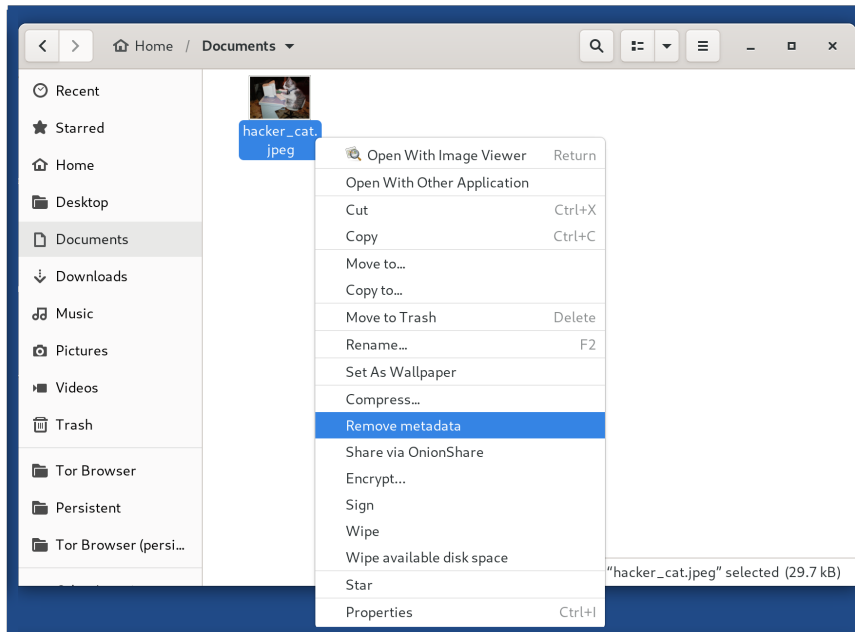 Home / Documents
Recent
Starred
Home
Desktop
Documents
Downloads
Music
Pictures
Videos
Trash
Tor Browser
Persistent
Tor Browser (persi...
hacker_cat.
jpeg
Open With Image Viewer Return
Open With Other Application
Cut Ctrl+X
Copy Ctrl+C
Move to...
Copy to...
Move to Trash Delete
Rename... F2
Set As Wallpaper
Compress...
Remove metadata
Share via OnionShare
Encrypt...
Sign
Wipe
Wipe available disk space
Star
Properties Ctrl+I
“hacker_cat.jpeg” selected (29.7 kB)